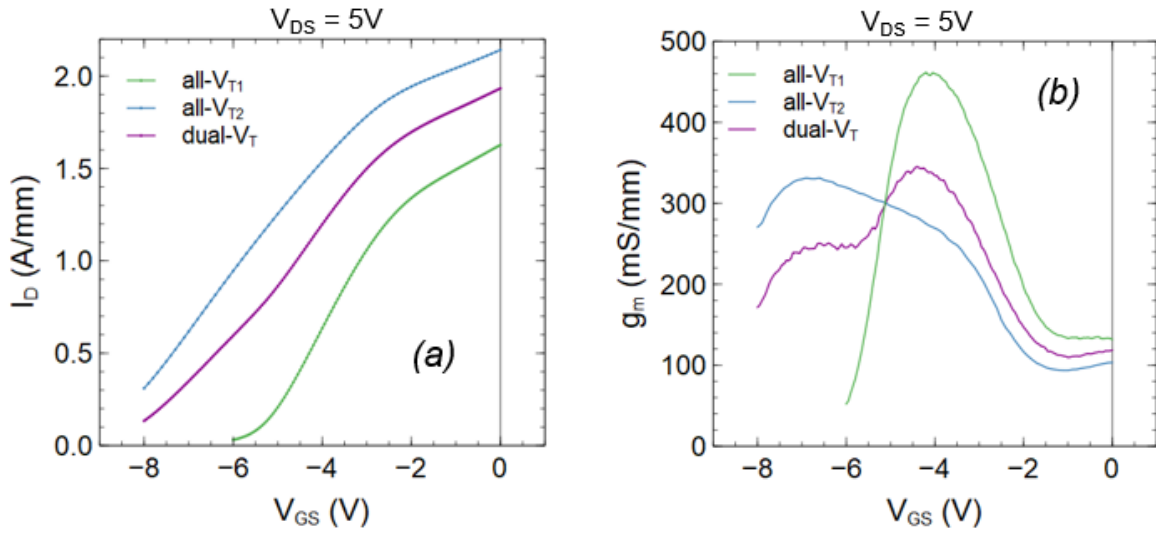 V_DS = 5V
all-V_T1
all-V_T2
dual-V_T
(a)
I_D (A/mm)
2.0
1.5
1.0
0.5
0.0
−8 −6 −4 −2 0
V_GS (V)
V_DS = 5V
all-V_T1
all-V_T2
dual-V_T
(b)
g_m (mS/mm)
500
400
300
200
100
0
−8 −6 −4 −2 0
V_GS (V)